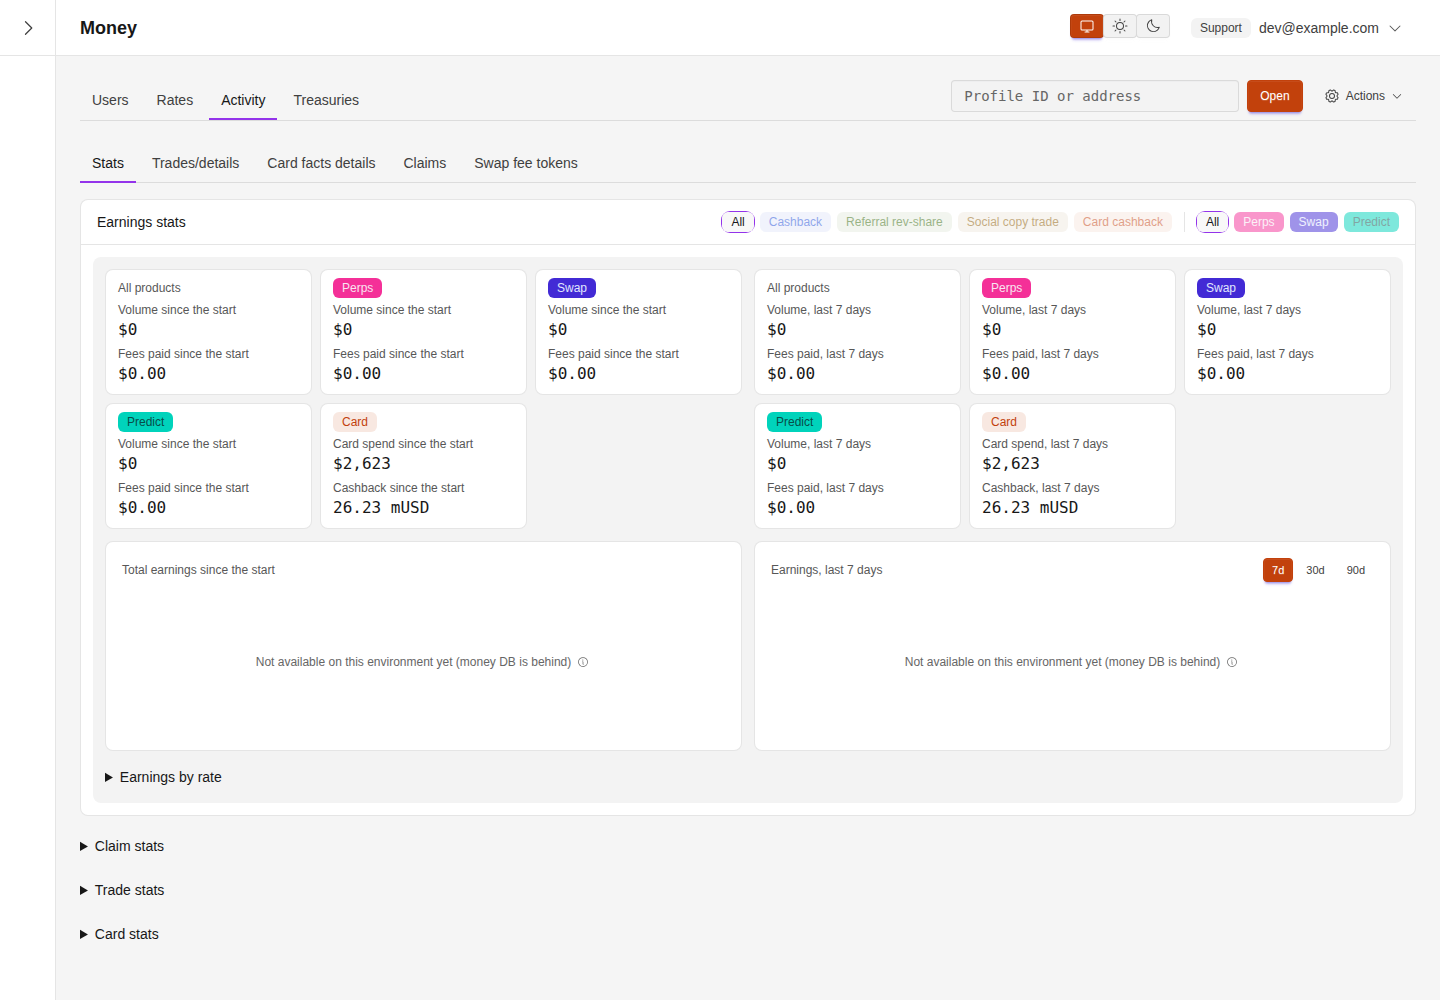 Money
Support dev@example.com
Users Rates Activity Treasuries
Profile ID or address
Open
Actions
Stats Trades/details Card facts details Claims Swap fee tokens
Earnings stats
All Cashback Referral rev-share Social copy trade Card cashback
All Perps Swap Predict
All products
Volume since the start
$0
Fees paid since the start
$0.00
Perps
Volume since the start
$0
Fees paid since the start
$0.00
Swap
Volume since the start
$0
Fees paid since the start
$0.00
All products
Volume, last 7 days
$0
Fees paid, last 7 days
$0.00
Perps
Volume, last 7 days
$0
Fees paid, last 7 days
$0.00
Swap
Volume, last 7 days
$0
Fees paid, last 7 days
$0.00
Predict
Volume since the start
$0
Fees paid since the start
$0.00
Card
Card spend since the start
$2,623
Cashback since the start
26.23 mUSD
Predict
Volume, last 7 days
$0
Fees paid, last 7 days
$0.00
Card
Card spend, last 7 days
$2,623
Cashback, last 7 days
26.23 mUSD
Total earnings since the start
Not available on this environment yet (money DB is behind)
Earnings, last 7 days
7d 30d 90d
Not available on this environment yet (money DB is behind)
Earnings by rate
Claim stats
Trade stats
Card stats